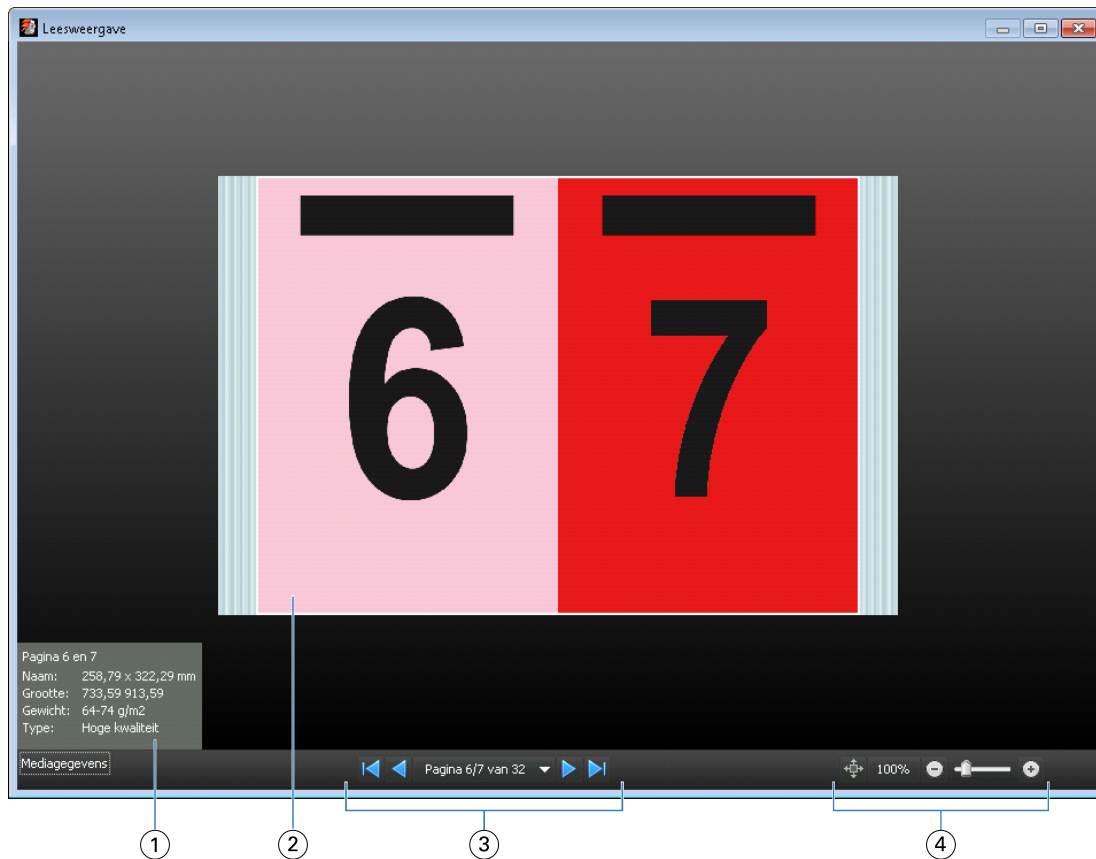 Leesweergave
6 7
Pagina 6 en 7
Naam: 258,79 x 322,29 mm
Grootte: 733,59 913,59
Gewicht: 64-74 g/m2
Type: Hoge kwaliteit
Mediagegevens Pagina 6/7 van 32 100%
1 2 3 4